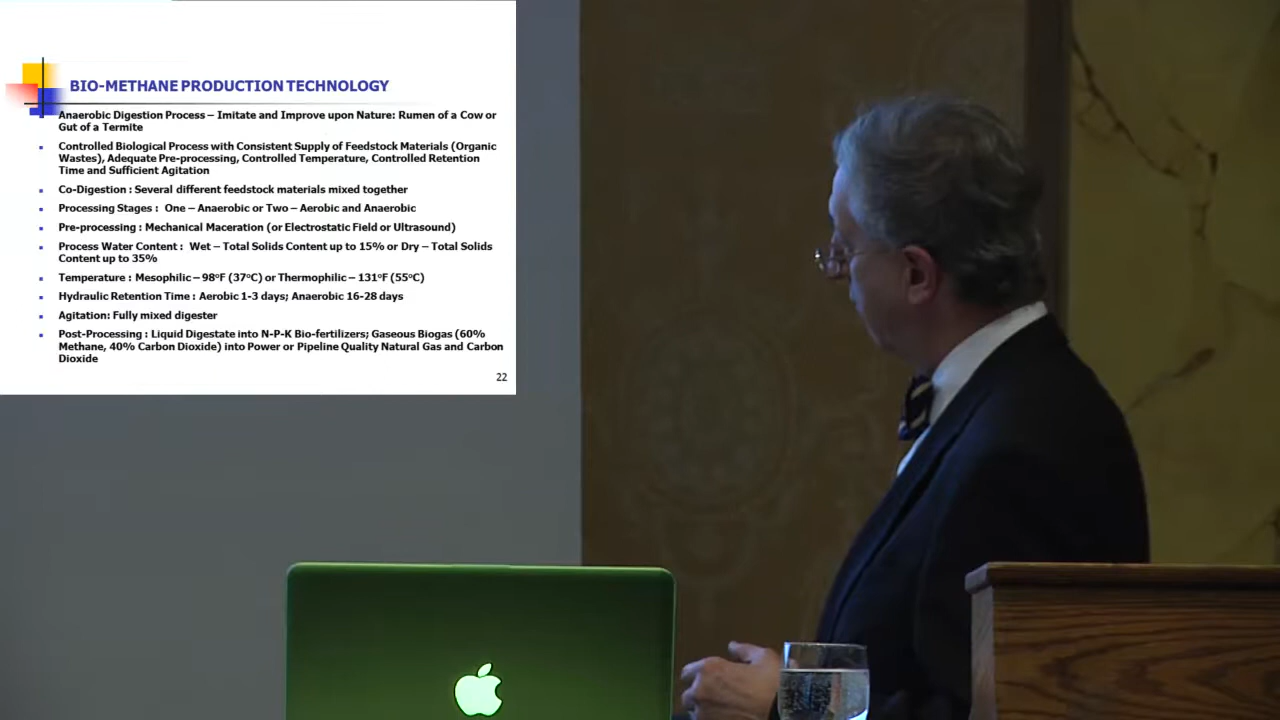 BIO-METHANE PRODUCTION TECHNOLOGY
Anaerobic Digestion Process – Imitate and Improve upon Nature: Rumen of a Cow or
Gut of a Termite
Controlled Biological Process with Consistent Supply of Feedstock Materials (Organic
Wastes), Adequate Pre-processing, Controlled Temperature, Controlled Retention
Time and Sufficient Agitation
Co-Digestion : Several different feedstock materials mixed together
Processing Stages : One – Anaerobic or Two – Aerobic and Anaerobic
Pre-processing : Mechanical Maceration (or Electrostatic Field or Ultrasound)
Process Water Content : Wet – Total Solids Content up to 15% or Dry – Total Solids
Content up to 35%
Temperature : Mesophilic – 98°F (37°C) or Thermophilic – 131°F (55°C)
Hydraulic Retention Time : Aerobic 1-3 days; Anaerobic 16-28 days
Agitation: Fully mixed digester
Post-Processing : Liquid Digestate into N-P-K Bio-fertilizers; Gaseous Biogas (60%
Methane, 40% Carbon Dioxide) into Power or Pipeline Quality Natural Gas and Carbon
Dioxide
22